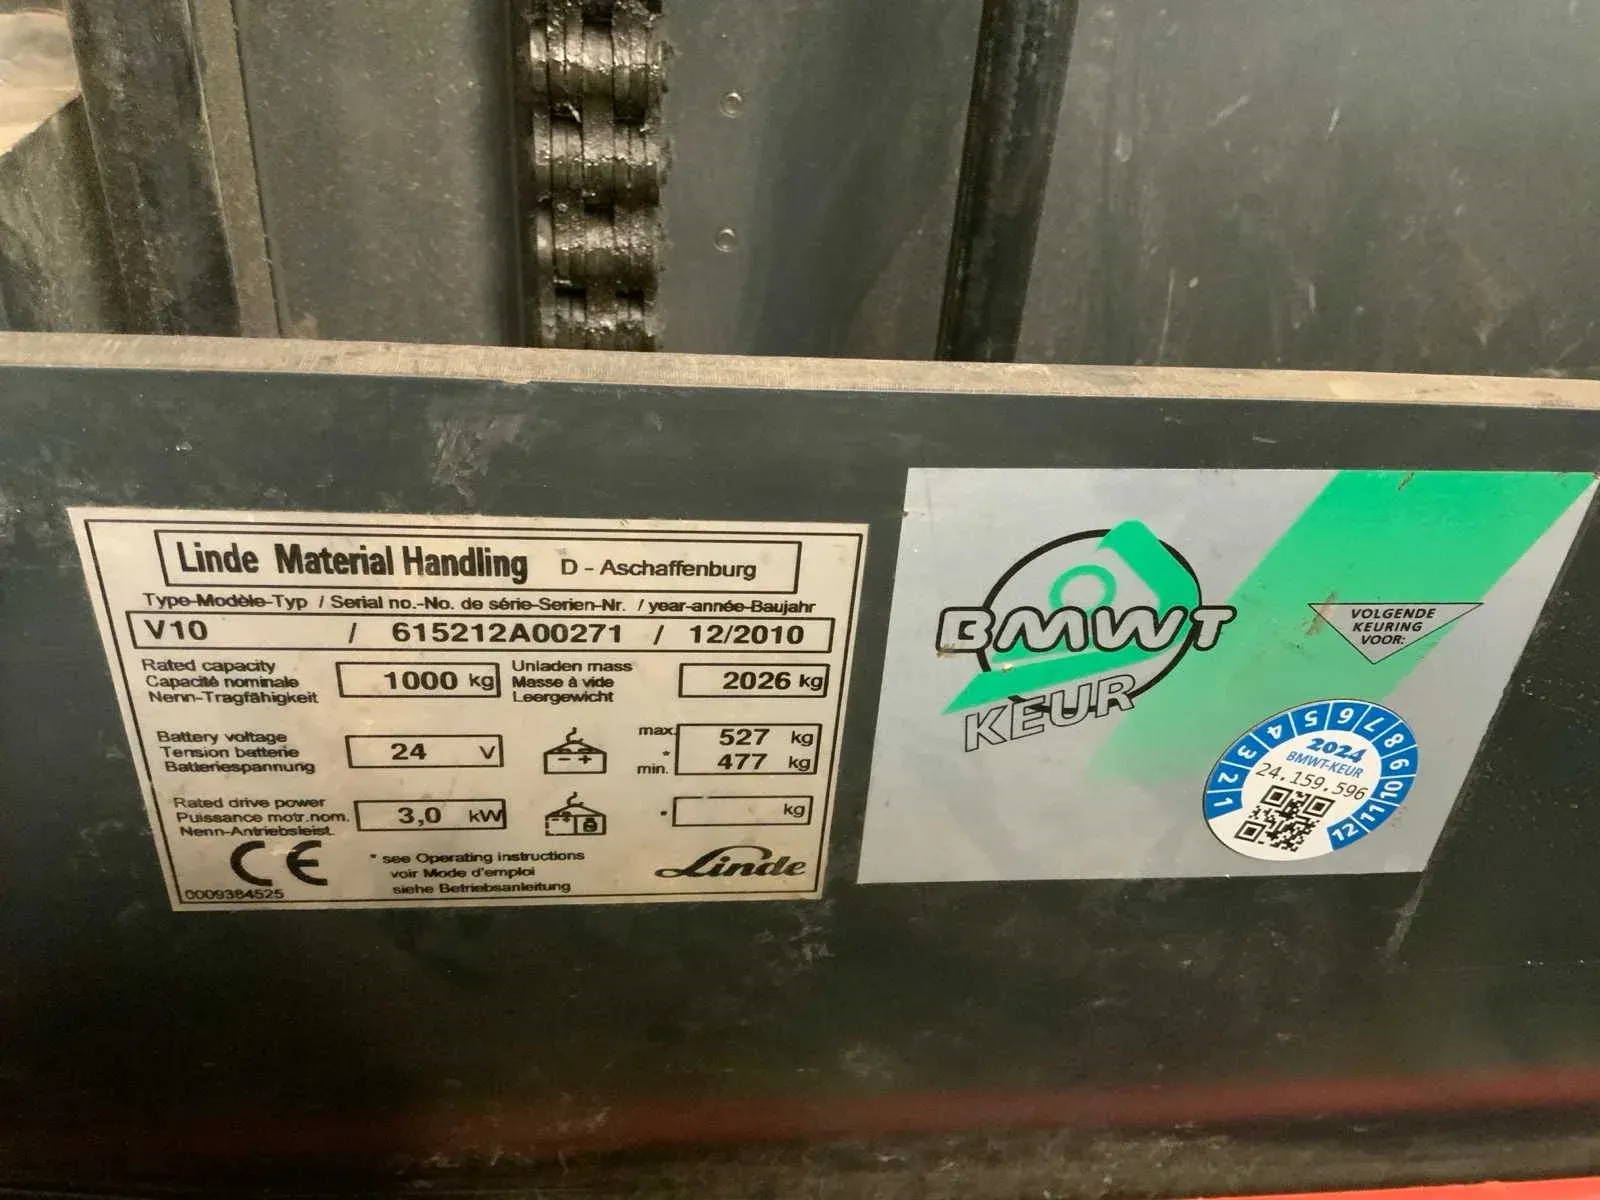 Linde Material Handling D - Aschaffenburg
Type-Modèle-Typ / Serial no.-No. de série-Serien-Nr. / year-année-Baujahr
V10 / 615212A00271 / 12/2010
Rated capacity
Capacité nominale
Nenn-Tragfähigkeit
1000 kg
Unladen mass
Masse à vide
Leergewicht
2026 kg
Battery voltage
Tension batterie
Batteriespannung
24 V
- +
max. 527 kg
*
min. 477 kg
Rated drive power
Puissance motr.nom.
Nenn-Antriebsleist.
3,0 kW
* kg
CE
* see Operating instructions
voir Mode d'emploi
siehe Betriebsanleitung
Linde
0009384525
BMWT
KEUR
VOLGENDE
KEURING
VOOR:
1 2 3 4 5 6 7 8 9 10 11 12
2024
BMWT-KEUR
24.159.596